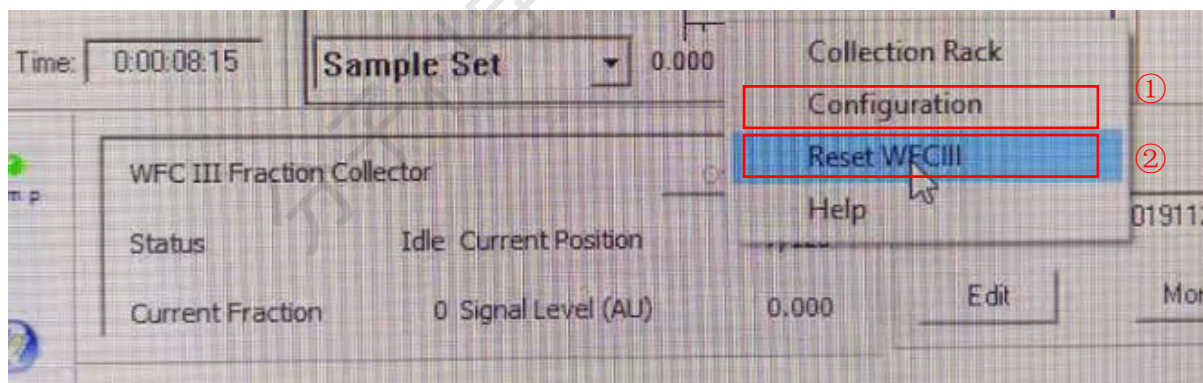 Time: 0:00:08:15 Sample Set 0.000
Collection Rack
Configuration ①
Reset WFCIII ②
Help
WFC III Fraction Collector
Status Idle Current Position
Current Fraction 0 Signal Level (AU) 0.000 Edit